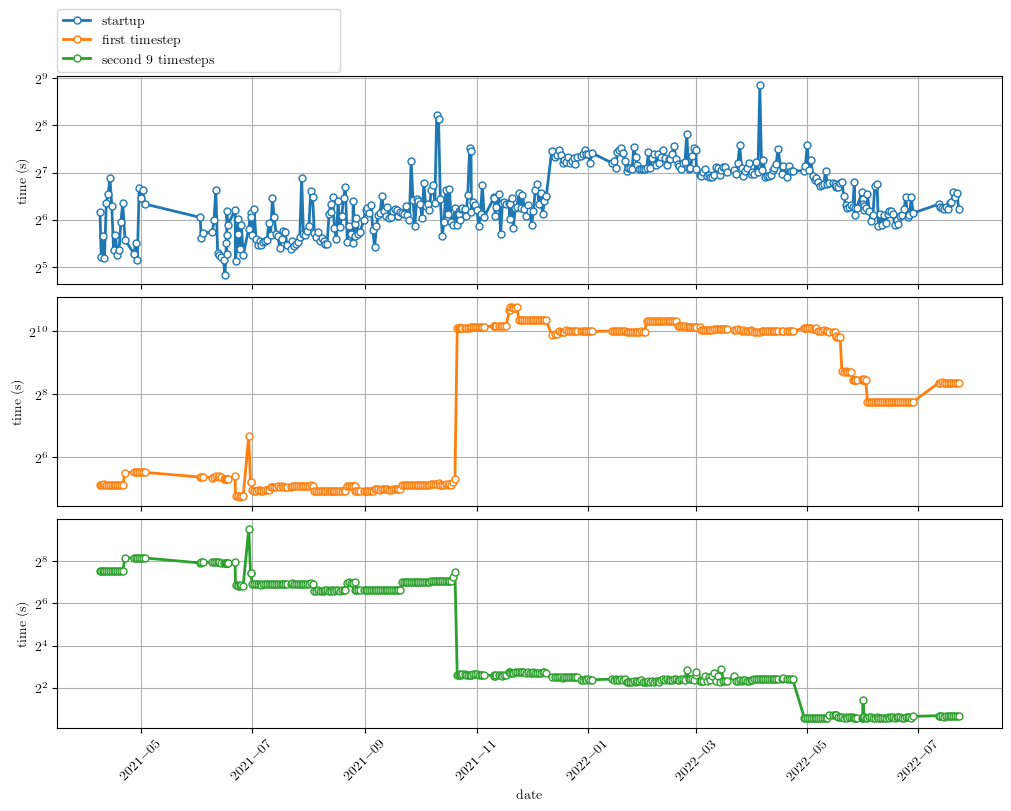 startup
first timestep
second 9 timesteps
2^9
2^8
2^7
2^6
2^5
time (s)
2^10
2^8
2^6
time (s)
2^8
2^6
2^4
2^2
time (s)
2021−05
2021−07
2021−09
2021−11
2022−01
2022−03
2022−05
2022−07
date